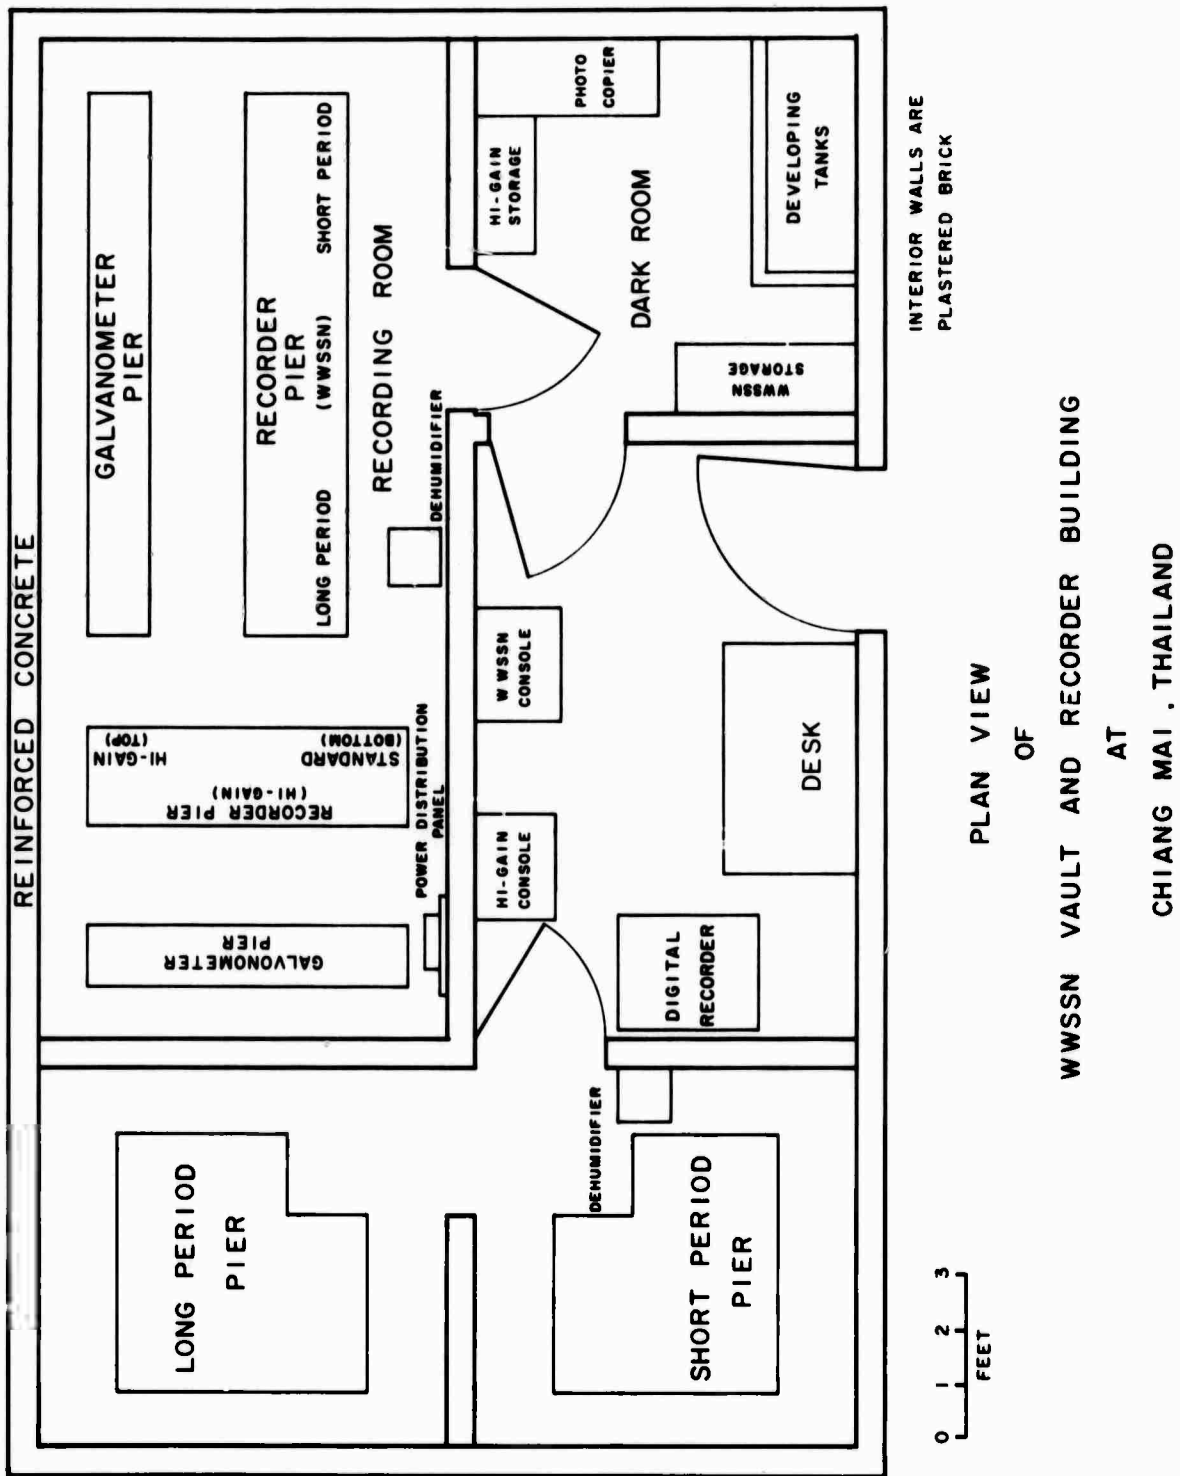 REINFORCED CONCRETE
LONG PERIOD
PIER
GALVONOMETER
PIER
RECORDER PIER
(HI-GAIN)
STANDARD
(BOTTOM)
HI-GAIN
(TOP)
GALVANOMETER
PIER
RECORDER
PIER
LONG PERIOD (WWSSN) SHORT PERIOD
RECORDING ROOM
POWER DISTRIBUTION
PANEL
DEHUMIDIFIER
HI-GAIN
CONSOLE
WWSSN
CONSOLE
HI-GAIN
STORAGE
PHOTO
COPIER
DEHUMIDIFIER
SHORT PERIOD
PIER
DIGITAL
RECORDER
DESK
DARK ROOM
WWSSN
STORAGE
DEVELOPING
TANKS
INTERIOR WALLS ARE
PLASTERED BRICK
0 1 2 3
FEET
PLAN VIEW
OF
WWSSN VAULT AND RECORDER BUILDING
AT
CHIANG MAI , THAILAND